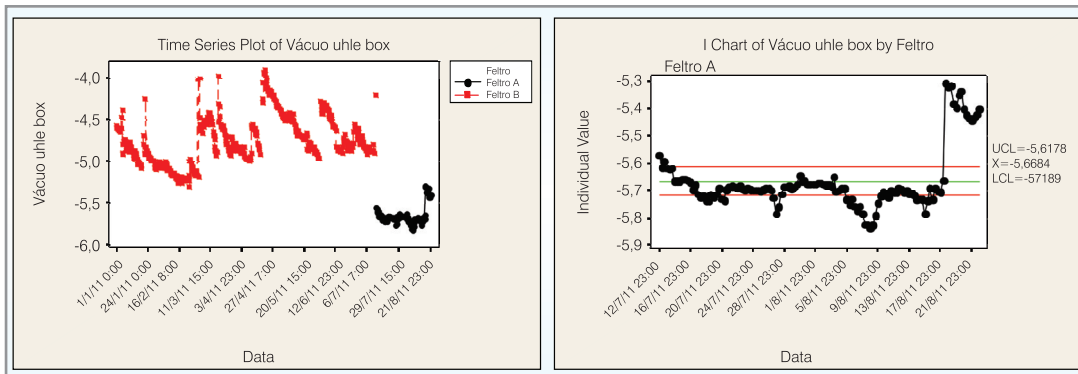 Time Series Plot of Vácuo uhle box
Vácuo uhle box
-4,0
-4,5
-5,0
-5,5
-6,0
1/1/11 0:00
24/1/11 0:00
16/2/11 8:00
11/3/11 15:00
3/4/11 23:00
27/4/11 7:00
20/5/11 15:00
12/6/11 23:00
6/7/11 7:00
29/7/11 15:00
21/8/11 23:00
Data
Feltro
Feltro A
Feltro B
I Chart of Vácuo uhle box by Feltro
Feltro A
Individual Value
-5,3
-5,4
-5,5
-5,6
-5,7
-5,8
-5,9
UCL=-5,6178
X=-5,6684
LCL=-57189
12/7/11 23:00
16/7/11 23:00
20/7/11 23:00
24/7/11 23:00
28/7/11 23:00
1/8/11 23:00
5/8/11 23:00
9/8/11 23:00
13/8/11 23:00
17/8/11 23:00
21/8/11 23:00
Data